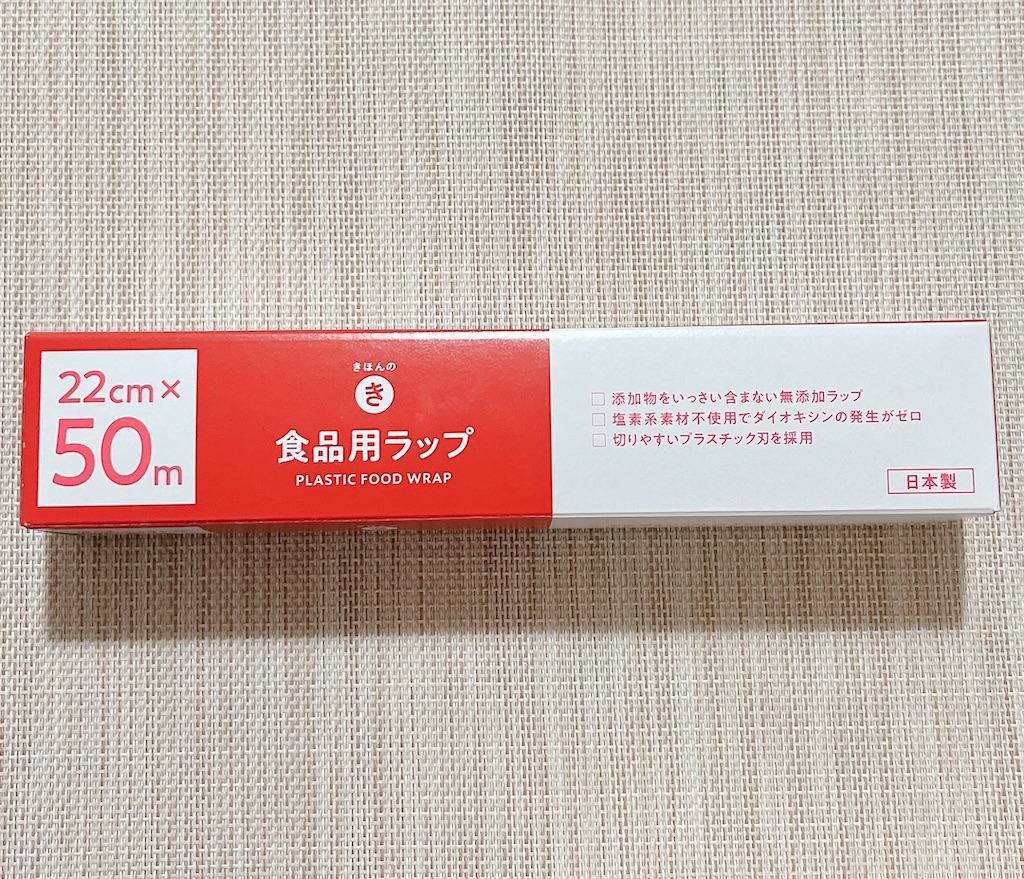 22cm×
50m
きほんの
き
食品用ラップ
PLASTIC FOOD WRAP
□ 添加物をいっさい含まない無添加ラップ
□ 塩素系素材不使用でダイオキシンの発生がゼロ
□ 切りやすいプラスチック刃を採用
日本製